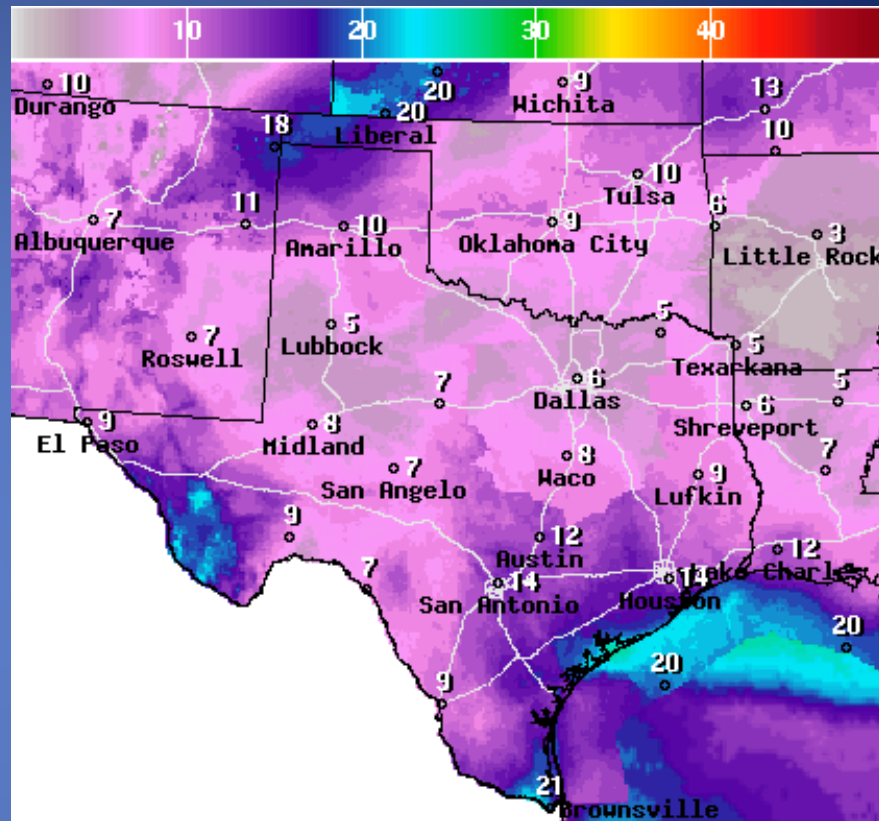 10 20 30 40
10 Durango
20
9 Wichita
13
20 Liberal
18
10
10 Tulsa
7 Albuquerque
11
10 Amarillo
9 Oklahoma City
6
3 Little Rock
7 Roswell
5 Lubbock
5
5 Texarkana
6 Dallas
7
6 Shreveport
5
9 El Paso
8 Midland
7 San Angelo
8 Waco
9 Lufkin
7
9
12 Austin
12 Lake Charl
7
14 San Antonio
14 Houston
20
20
9
21 Brownsville